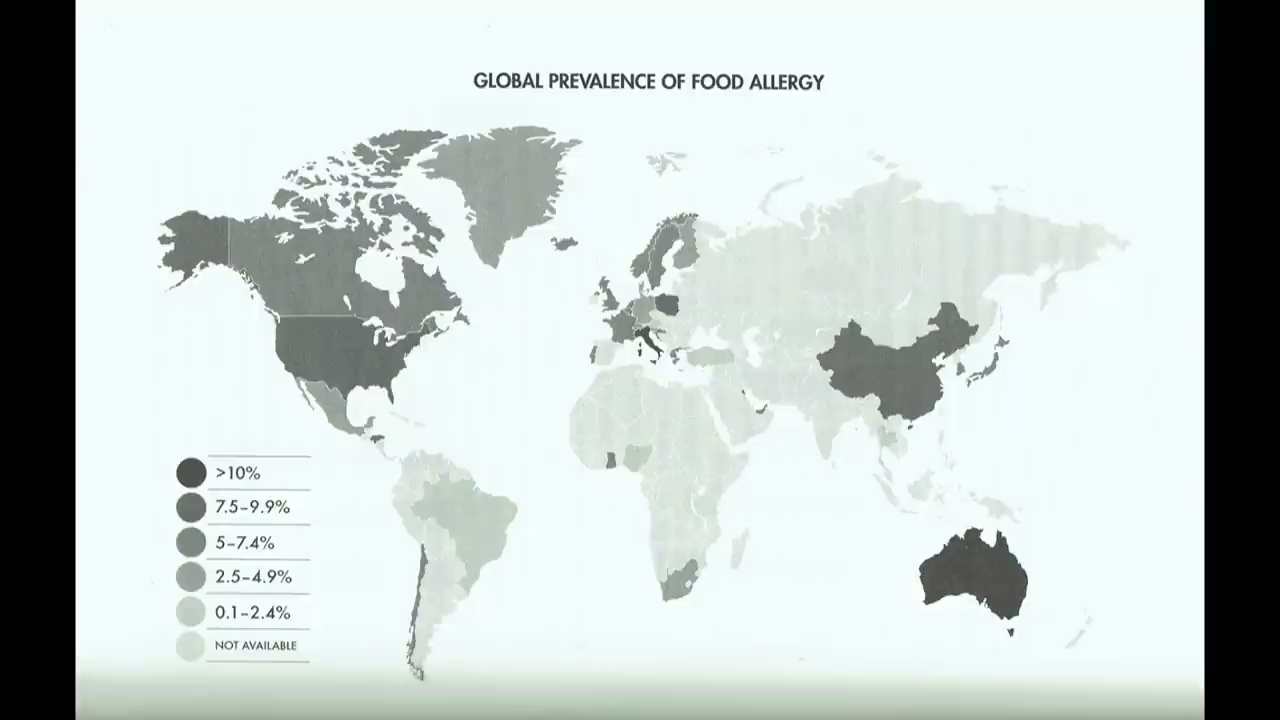 GLOBAL PREVALENCE OF FOOD ALLERGY
>10%
7.5–9.9%
5–7.4%
2.5–4.9%
0.1–2.4%
NOT AVAILABLE